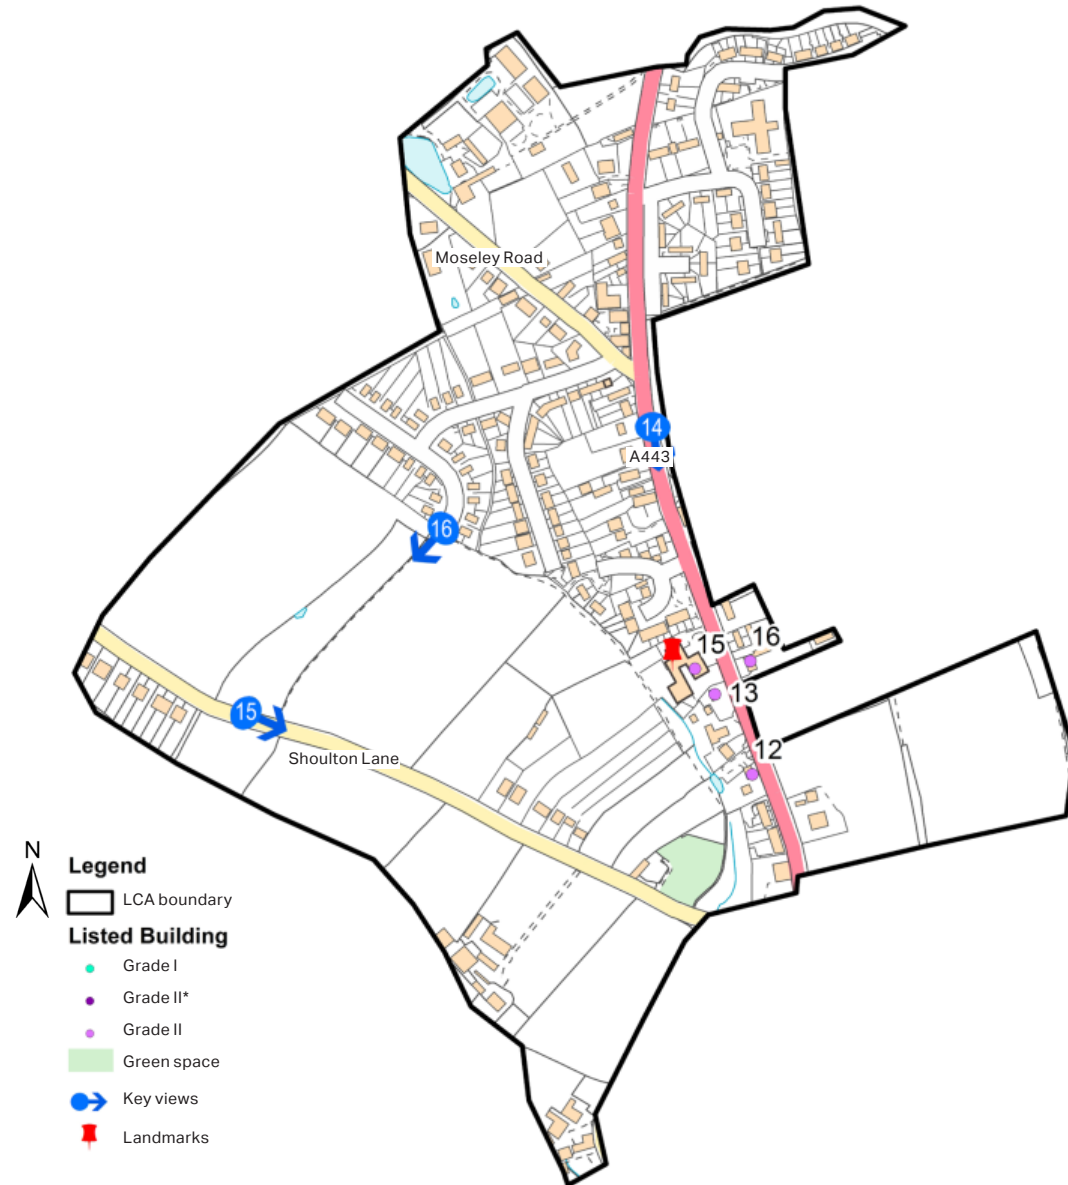 Moseley Road
14
A443
16
15
16
13
15
Shoulton Lane
12
N
Legend
LCA boundary
Listed Building
Grade I
Grade II*
Grade II
Green space
Key views
Landmarks